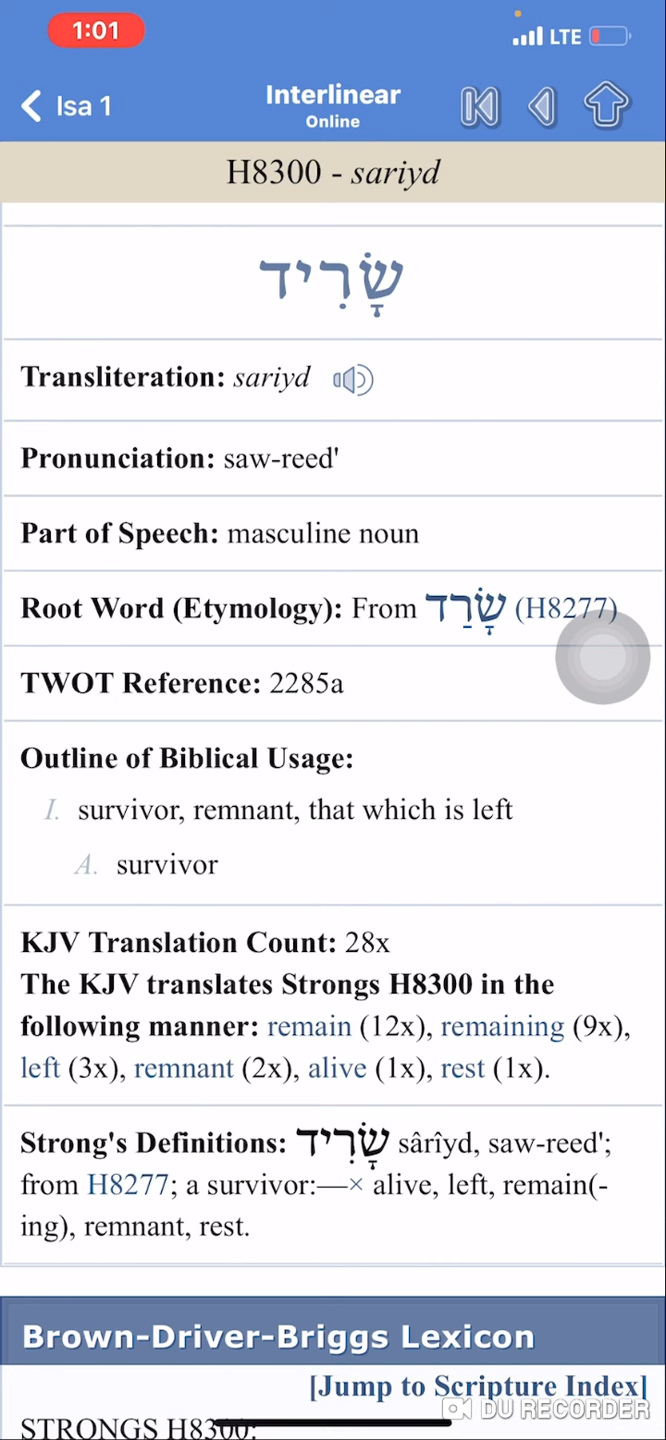 1:01 LTE
Isa 1 Interlinear
Online
H8300 - sariyd
שָׂרִיד
Transliteration: sariyd
Pronunciation: saw-reed'
Part of Speech: masculine noun
Root Word (Etymology): From שָׂרַד (H8277)
TWOT Reference: 2285a
Outline of Biblical Usage:
I. survivor, remnant, that which is left
A. survivor
KJV Translation Count: 28x
The KJV translates Strongs H8300 in the
following manner: remain (12x), remaining (9x),
left (3x), remnant (2x), alive (1x), rest (1x).
Strong's Definitions: שָׂרִיד sârîyd, saw-reed';
from H8277; a survivor:—× alive, left, remain(-
ing), remnant, rest.
Brown-Driver-Briggs Lexicon
[Jump to Scripture Index]
STRONGS H8300:
DU RECORDER